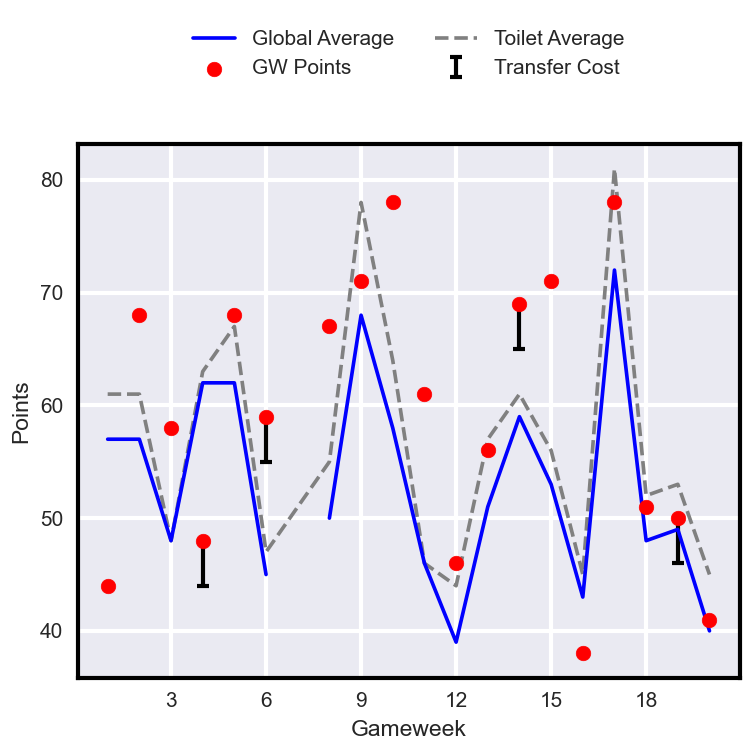 Global Average
Toilet Average
GW Points
Transfer Cost
80
70
60
50
40
Points
3
6
9
12
15
18
Gameweek